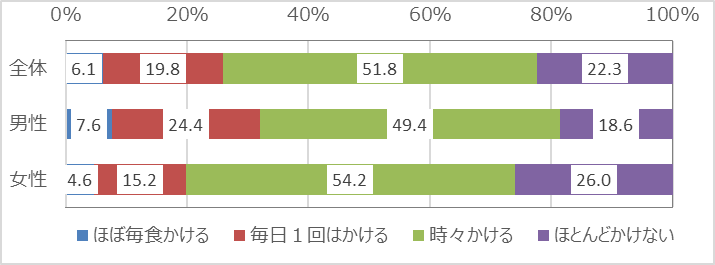 0% 20% 40% 60% 80% 100%
全体 6.1 19.8 51.8 22.3
男性 7.6 24.4 49.4 18.6
女性 4.6 15.2 54.2 26.0
ほぼ毎食かける 毎日１回はかける 時々かける ほとんどかけない